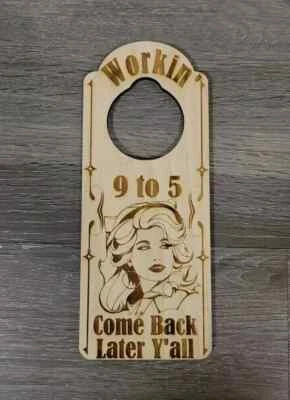 Workin'
9 to 5
Come Back
Later Y'all